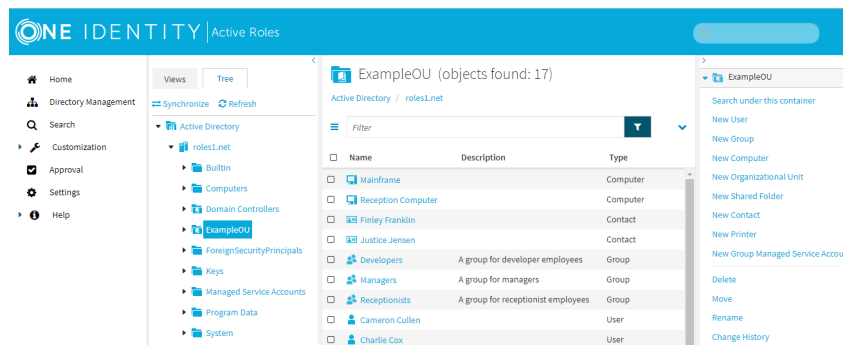 ONE IDENTITY Active Roles
Home
Directory Management
Search
Customization
Approval
Settings
Help
Views Tree
Synchronize Refresh
Active Directory
roles1.net
Builtin
Computers
Domain Controllers
ExampleOU
ForeignSecurityPrincipals
Keys
Managed Service Accounts
Program Data
System
ExampleOU (objects found: 17)
Active Directory / roles1.net
Filter
Name Description Type
Mainframe Computer
Reception Computer Computer
Finley Franklin Contact
Justice Jensen Contact
Developers A group for developer employees Group
Managers A group for managers Group
Receptionists A group for receptionist employees Group
Cameron Cullen User
Charlie Cox User
ExampleOU
Search under this container
New User
New Group
New Computer
New Organizational Unit
New Shared Folder
New Contact
New Printer
New Group Managed Service Accou
Delete
Move
Rename
Change History